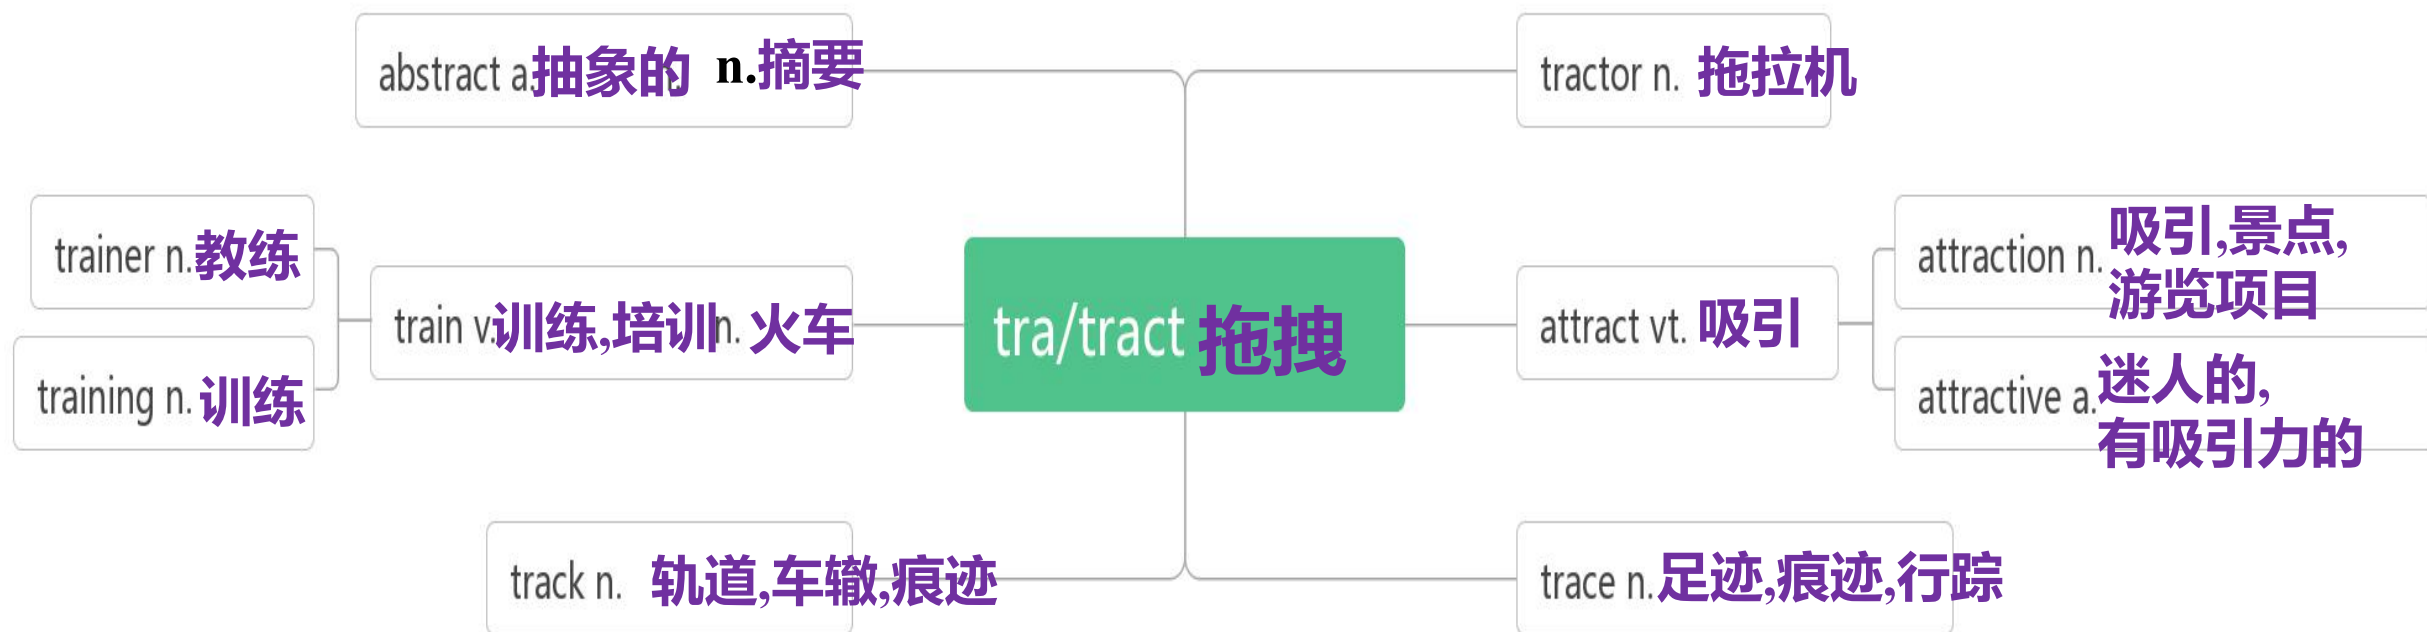 abstract a.抽象的 n.摘要
trainer n.教练
training n.训练
train v.训练,培训n. 火车
track n. 轨道,车辙,痕迹
tra/tract 拖拽
tractor n. 拖拉机
attract vt. 吸引
attraction n. 吸引,景点,
游览项目
attractive a.迷人的,
有吸引力的
trace n.足迹,痕迹,行踪